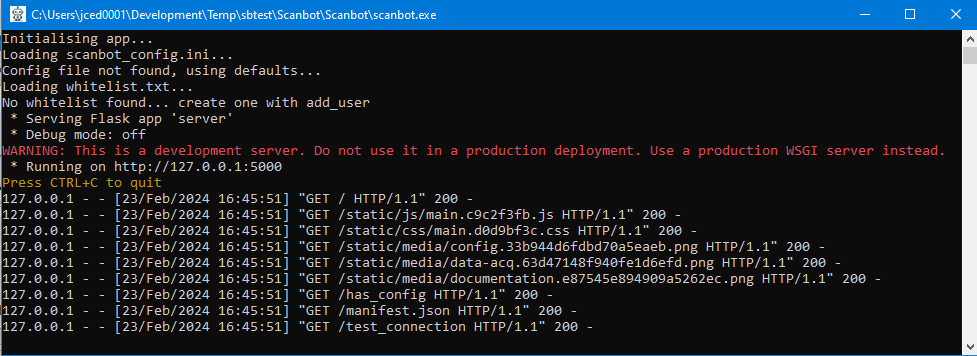 C:\Users\jced0001\Development\Temp\sbtest\Scanbot\Scanbot\scanbot.exe
Initialising app...
Loading scanbot_config.ini...
Config file not found, using defaults...
Loading whitelist.txt...
No whitelist found... create one with add_user
 * Serving Flask app 'server'
 * Debug mode: off
WARNING: This is a development server. Do not use it in a production deployment. Use a production WSGI server instead.
 * Running on http://127.0.0.1:5000
Press CTRL+C to quit
127.0.0.1 - - [23/Feb/2024 16:45:51] "GET / HTTP/1.1" 200 -
127.0.0.1 - - [23/Feb/2024 16:45:51] "GET /static/js/main.c9c2f3fb.js HTTP/1.1" 200 -
127.0.0.1 - - [23/Feb/2024 16:45:51] "GET /static/css/main.d0d9bf3c.css HTTP/1.1" 200 -
127.0.0.1 - - [23/Feb/2024 16:45:51] "GET /static/media/config.33b944d6fdbd70a5eaeb.png HTTP/1.1" 200 -
127.0.0.1 - - [23/Feb/2024 16:45:51] "GET /static/media/data-acq.63d47148f940fe1d6efd.png HTTP/1.1" 200 -
127.0.0.1 - - [23/Feb/2024 16:45:51] "GET /static/media/documentation.e87545e894909a5262ec.png HTTP/1.1" 200 -
127.0.0.1 - - [23/Feb/2024 16:45:51] "GET /has_config HTTP/1.1" 200 -
127.0.0.1 - - [23/Feb/2024 16:45:51] "GET /manifest.json HTTP/1.1" 200 -
127.0.0.1 - - [23/Feb/2024 16:45:51] "GET /test_connection HTTP/1.1" 200 -